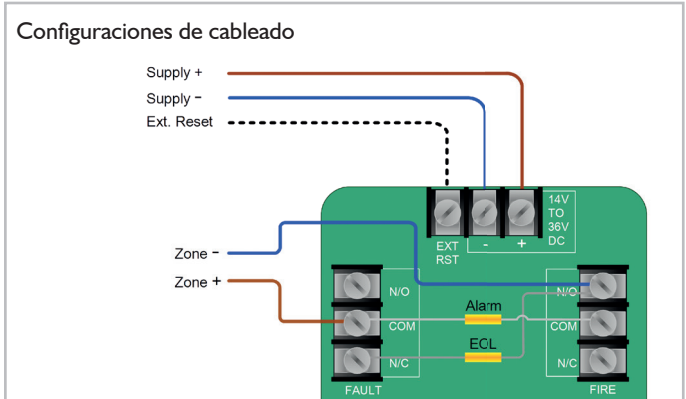 Configuraciones de cableado
Supply +
Supply -
Ext. Reset
14V
TO
36V
DC
EXT
RST
- +
Zone -
Zone +
N/O
N/O
Alarm
COM
COM
EOL
N/C
N/C
FAULT
FIRE